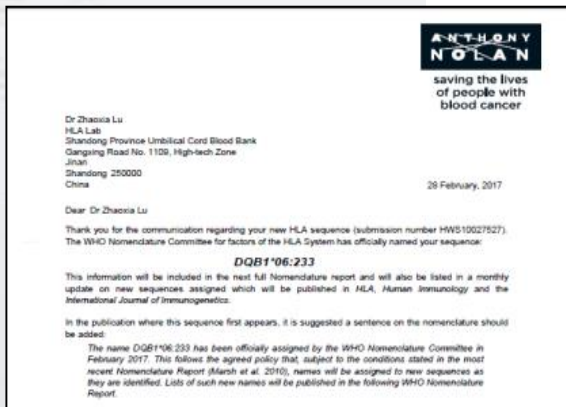 ANTHONY
NOLAN
saving the lives
of people with
blood cancer
Dr Zhaoxia Lu
HLA Lab
Shandong Province Umbilical Cord Blood Bank
Gangxing Road No. 1109, High-tech Zone
Jinan
Shandong 250000
China
28 February, 2017
Dear Dr Zhaoxia Lu
Thank you for the communication regarding your new HLA sequence (submission number HWS10027527).
The WHO Nomenclature Committee for factors of the HLA System has officially named your sequence:
DQB1*06:233
This information will be included in the next full Nomenclature report and will also be listed in a monthly
update on new sequences assigned which will be published in HLA, Human Immunology and the
International Journal of Immunogenetics.
In the publication where this sequence first appears, it is suggested a sentence on the nomenclature should
be added:
The name DQB1*06:233 has been officially assigned by the WHO Nomenclature Committee in
February 2017. This follows the agreed policy that, subject to the conditions stated in the most
recent Nomenclature Report (Marsh et al. 2010), names will be assigned to new sequences as
they are identified. Lists of such new names will be published in the following WHO Nomenclature
Report.